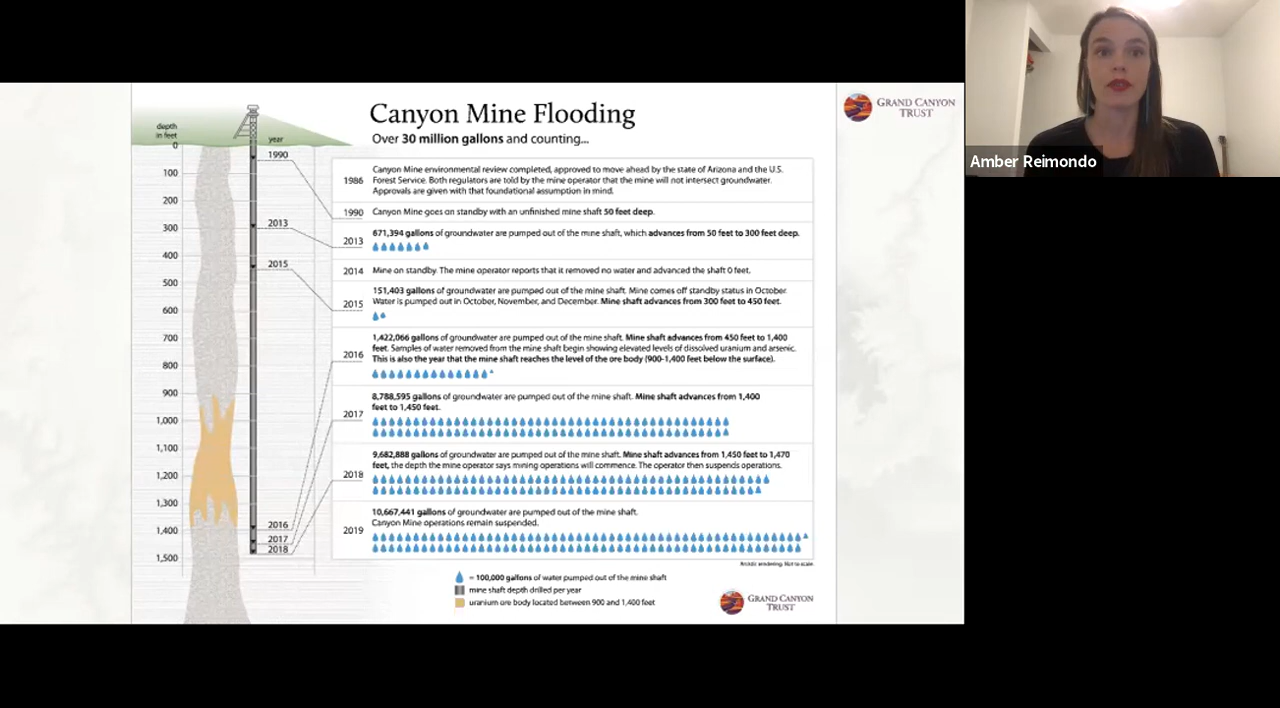 Canyon Mine Flooding
Over 30 million gallons and counting...
GRAND CANYON
TRUST
Amber Reimondo
depth
in feet
year
0
100
200
300
400
500
600
700
800
900
1,000
1,100
1,200
1,300
1,400
1,500
1990
2013
2015
2016
2017
2018
1986
Canyon Mine environmental review completed, approved to move ahead by the state of Arizona and the U.S.
Forest Service. Both regulators are told by the mine operator that the mine will not intersect groundwater.
Approvals are given with that foundational assumption in mind.
1990
Canyon Mine goes on standby with an unfinished mine shaft 50 feet deep.
2013
671,394 gallons of groundwater are pumped out of the mine shaft, which advances from 50 feet to 300 feet deep.
2014
Mine on standby. The mine operator reports that it removed no water and advanced the shaft 0 feet.
2015
151,403 gallons of groundwater are pumped out of the mine shaft. Mine comes off standby status in October.
Water is pumped out in October, November, and December. Mine shaft advances from 300 feet to 450 feet.
2016
1,422,066 gallons of groundwater are pumped out of the mine shaft. Mine shaft advances from 450 feet to 1,400
feet. Samples of water removed from the mine shaft begin showing elevated levels of dissolved uranium and arsenic.
This is also the year that the mine shaft reaches the level of the ore body (900-1,400 feet below the surface).
2017
8,788,595 gallons of groundwater are pumped out of the mine shaft. Mine shaft advances from 1,400
feet to 1,450 feet.
2018
9,682,888 gallons of groundwater are pumped out of the mine shaft. Mine shaft advances from 1,450 feet to 1,470
feet, the depth the mine operator says mining operations will commence. The operator then suspends operations.
2019
10,667,441 gallons of groundwater are pumped out of the mine shaft.
Canyon Mine operations remain suspended.
Artistic rendering: Not to scale
= 100,000 gallons of water pumped out of the mine shaft
mine shaft depth drilled per year
uranium ore body located between 900 and 1,400 feet
GRAND CANYON
TRUST